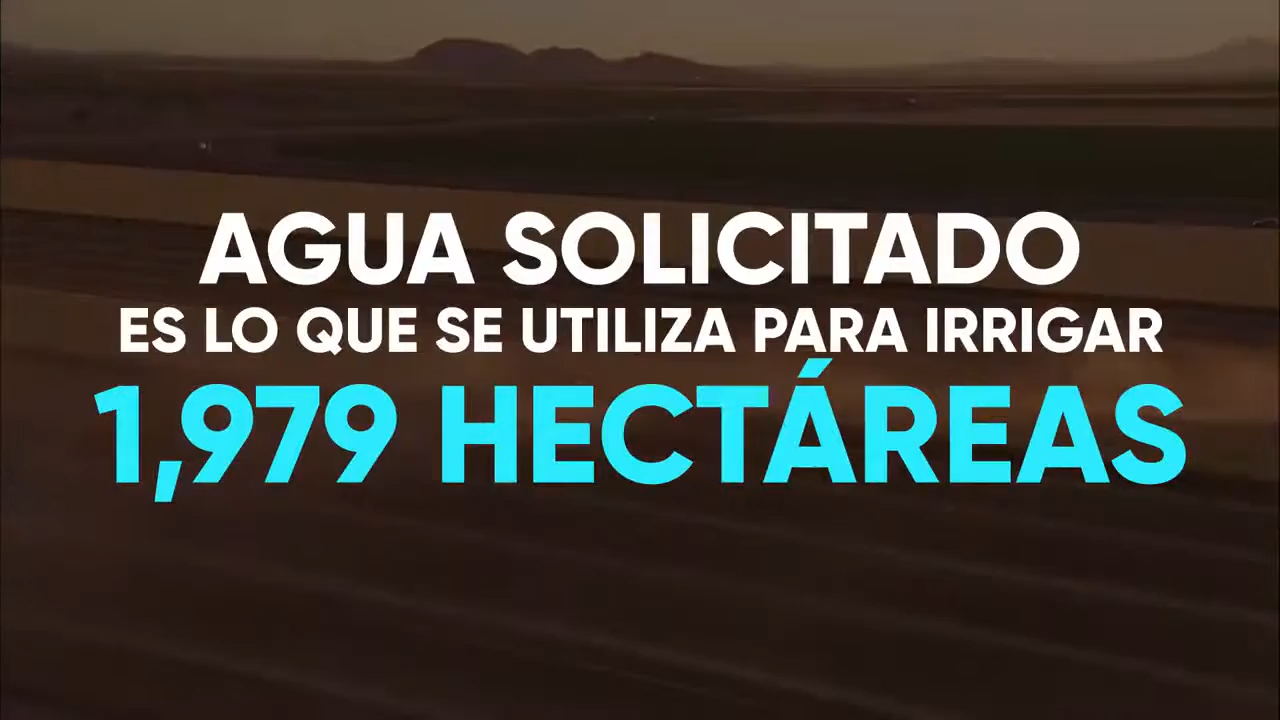 AGUA SOLICITADO
ES LO QUE SE UTILIZA PARA IRRIGAR
1,979 HECTÁREAS